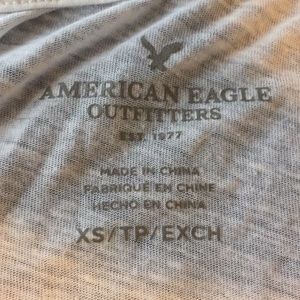 AMERICAN EAGLE
OUTFITTERS
EST. 1977
MADE IN CHINA
FABRIQUÉ EN CHINE
HECHO EN CHINA
XS/TP/EXCH